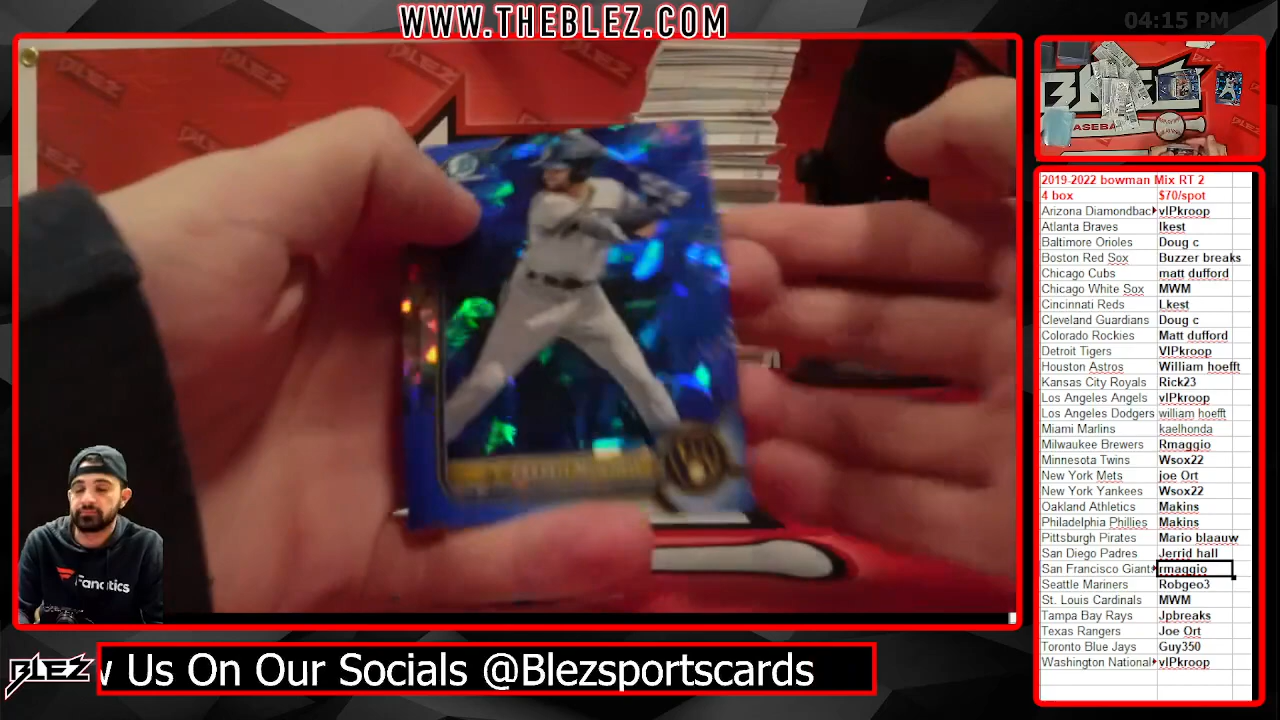 WWW.THEBLEZ.COM
04:15 PM
BLEZ
BASEBA
2019-2022 bowman Mix RT 2
4 box $70/spot
Arizona Diamondbac vIPkroop
Atlanta Braves lkest
Baltimore Orioles Doug c
Boston Red Sox Buzzer breaks
Chicago Cubs matt dufford
Chicago White Sox MWM
Cincinnati Reds Lkest
Cleveland Guardians Doug c
Colorado Rockies Matt dufford
Detroit Tigers VIPkroop
Houston Astros William hoefft
Kansas City Royals Rick23
Los Angeles Angels vIPkroop
Los Angeles Dodgers william hoefft
Miami Marlins kaelhonda
Milwaukee Brewers Rmaggio
Minnesota Twins Wsox22
New York Mets joe Ort
New York Yankees Wsox22
Oakland Athletics Makins
Philadelphia Phillies Makins
Pittsburgh Pirates Mario blaauw
San Diego Padres Jerrid hall
San Francisco Giants rmaggio
Seattle Mariners Robgeo3
St. Louis Cardinals MWM
Tampa Bay Rays Jpbreaks
Texas Rangers Joe Ort
Toronto Blue Jays Guy350
Washington National vIPkroop
Fanatics
BLEZ
w Us On Our Socials @Blezsportscards